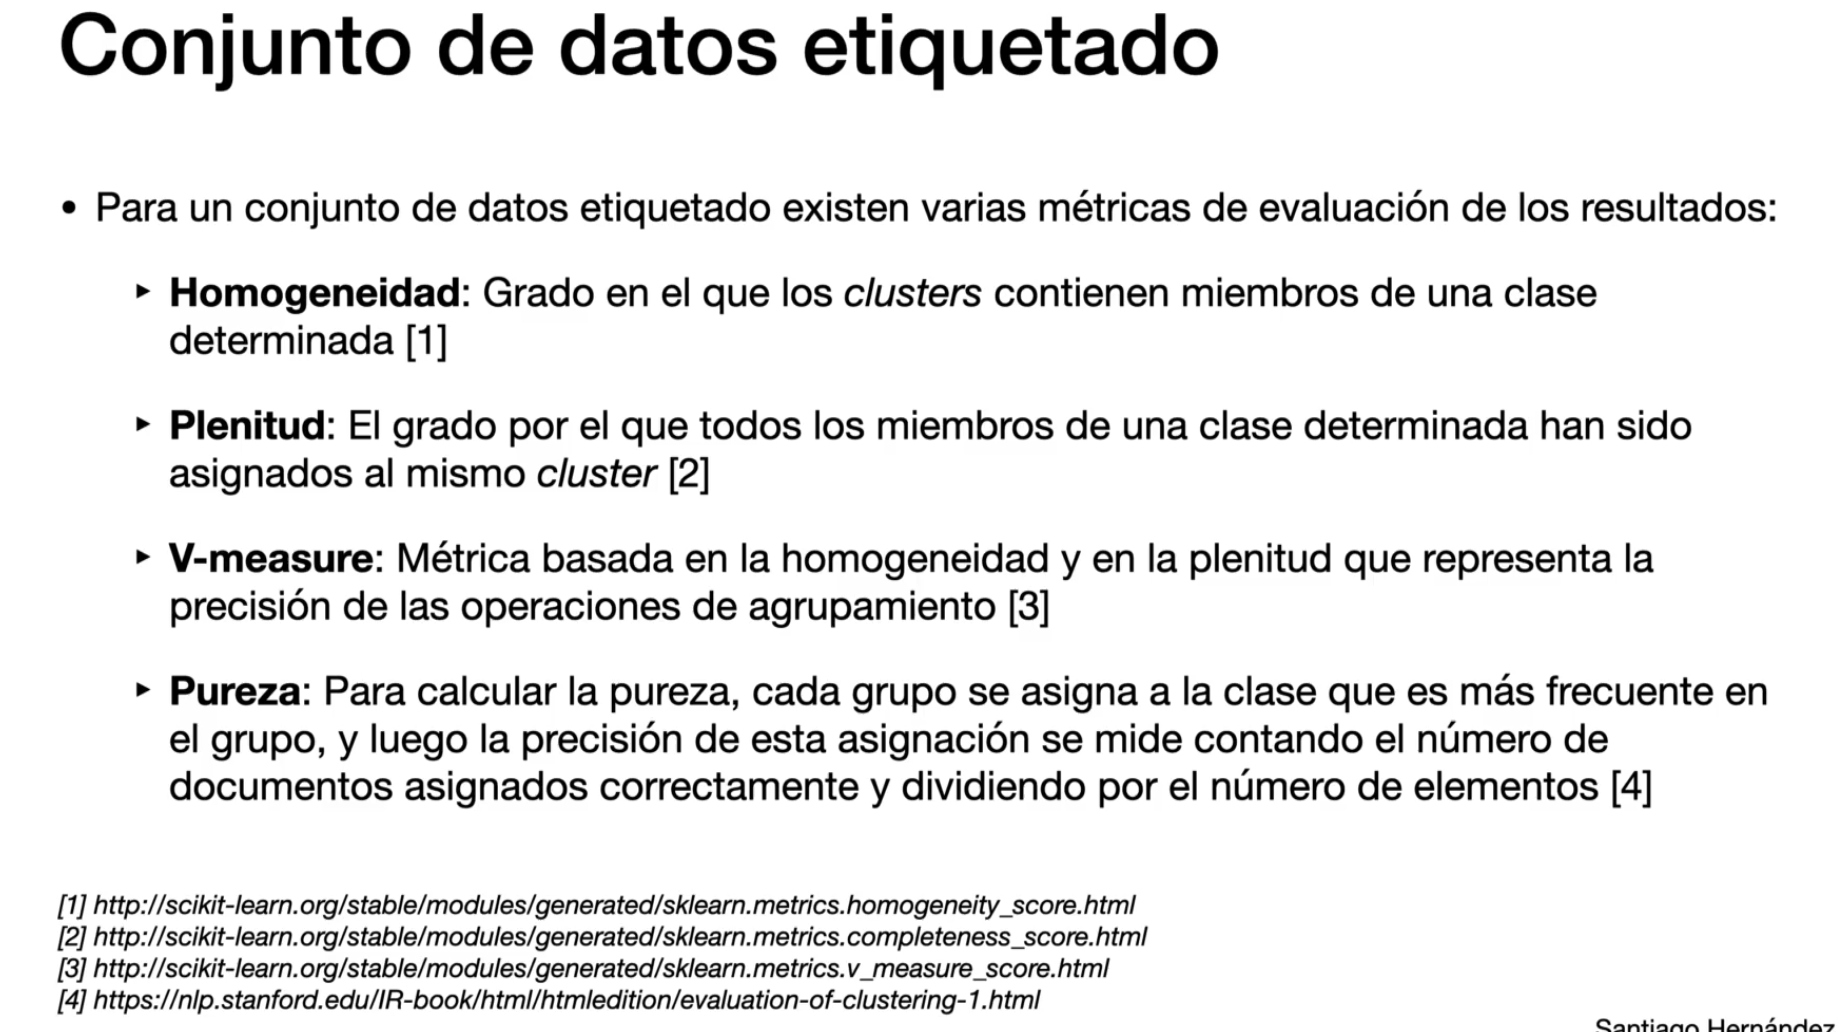 Conjunto de datos etiquetado
• Para un conjunto de datos etiquetado existen varias métricas de evaluación de los resultados:
▸ Homogeneidad: Grado en el que los clusters contienen miembros de una clase
determinada [1]
▸ Plenitud: El grado por el que todos los miembros de una clase determinada han sido
asignados al mismo cluster [2]
▸ V-measure: Métrica basada en la homogeneidad y en la plenitud que representa la
precisión de las operaciones de agrupamiento [3]
▸ Pureza: Para calcular la pureza, cada grupo se asigna a la clase que es más frecuente en
el grupo, y luego la precisión de esta asignación se mide contando el número de
documentos asignados correctamente y dividiendo por el número de elementos [4]
[1] http://scikit-learn.org/stable/modules/generated/sklearn.metrics.homogeneity_score.html
[2] http://scikit-learn.org/stable/modules/generated/sklearn.metrics.completeness_score.html
[3] http://scikit-learn.org/stable/modules/generated/sklearn.metrics.v_measure_score.html
[4] https://nlp.stanford.edu/IR-book/html/htmledition/evaluation-of-clustering-1.html
Santiago Hernández